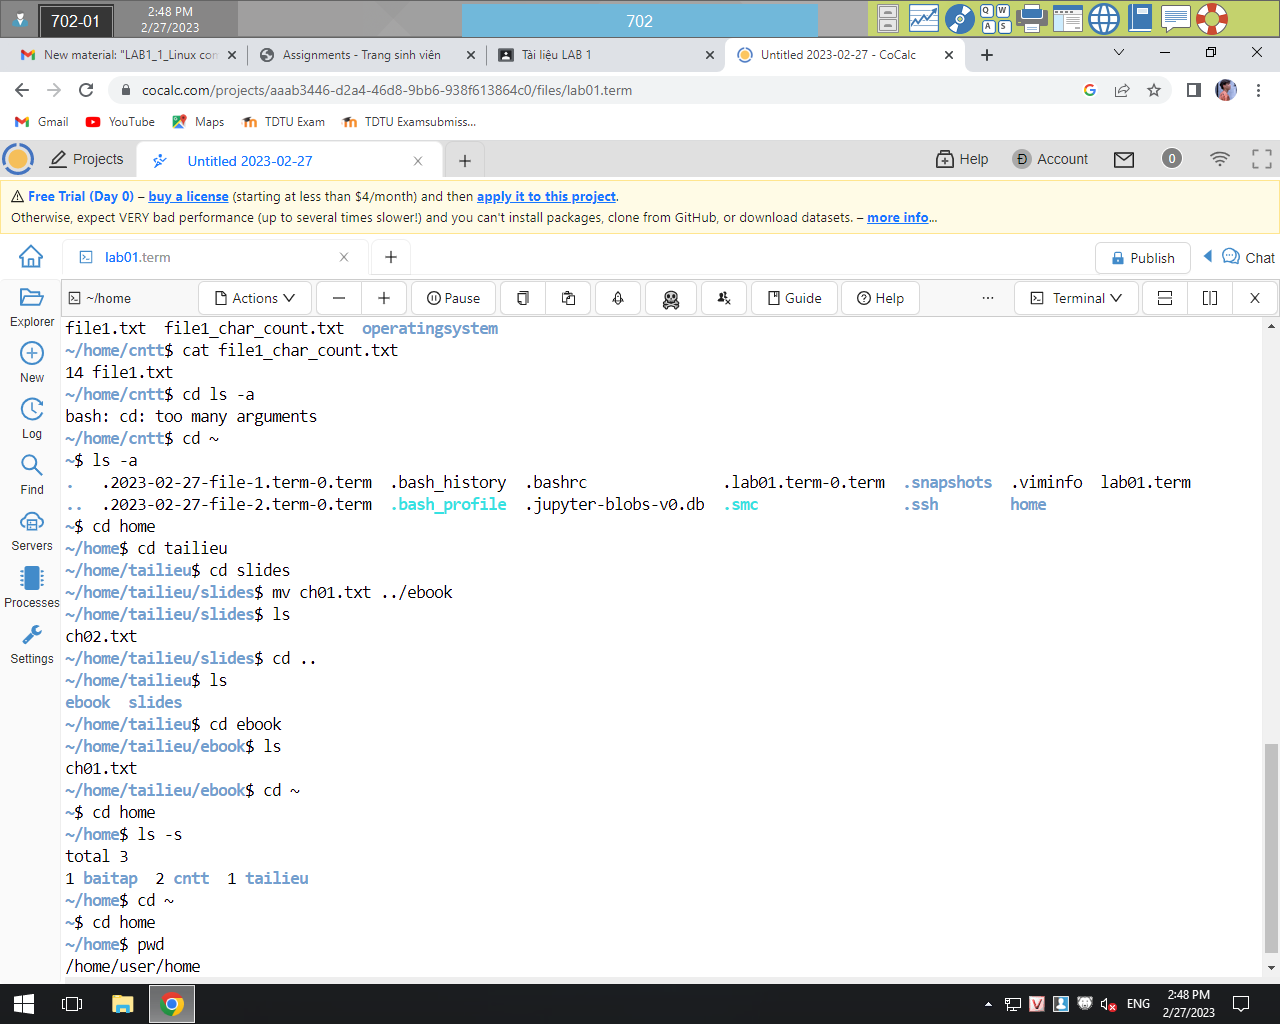 702-01
2:48 PM
2/27/2023
702
Q W
A S
New material: "LAB1_1_Linux con
Assignments - Trang sinh viên
Tài liệu LAB 1
Untitled 2023-02-27 - CoCalc
cocalc.com/projects/aaab3446-d2a4-46d8-9bb6-938f613864c0/files/lab01.term
Gmail
YouTube
Maps
TDTU Exam
TDTU Examsubmiss...
Projects
Untitled 2023-02-27
Help
Account
0
Free Trial (Day 0) – buy a license (starting at less than $4/month) and then apply it to this project.
Otherwise, expect VERY bad performance (up to several times slower!) and you can't install packages, clone from GitHub, or download datasets. – more info...
lab01.term
Publish
Chat
~/home
Actions
Pause
Guide
Help
Terminal
Explorer
New
Log
Find
Servers
Processes
Settings
file1.txt  file1_char_count.txt  operatingsystem
~/home/cntt$ cat file1_char_count.txt
14 file1.txt
~/home/cntt$ cd ls -a
bash: cd: too many arguments
~/home/cntt$ cd ~
~$ ls -a
.   .2023-02-27-file-1.term-0.term  .bash_history  .bashrc               .lab01.term-0.term  .snapshots  .viminfo  lab01.term
..  .2023-02-27-file-2.term-0.term  .bash_profile  .jupyter-blobs-v0.db  .smc                .ssh        home
~$ cd home
~/home$ cd tailieu
~/home/tailieu$ cd slides
~/home/tailieu/slides$ mv ch01.txt ../ebook
~/home/tailieu/slides$ ls
ch02.txt
~/home/tailieu/slides$ cd ..
~/home/tailieu$ ls
ebook  slides
~/home/tailieu$ cd ebook
~/home/tailieu/ebook$ ls
ch01.txt
~/home/tailieu/ebook$ cd ~
~$ cd home
~/home$ ls -s
total 3
1 baitap  2 cntt  1 tailieu
~/home$ cd ~
~$ cd home
~/home$ pwd
/home/user/home
ENG
2:48 PM
2/27/2023